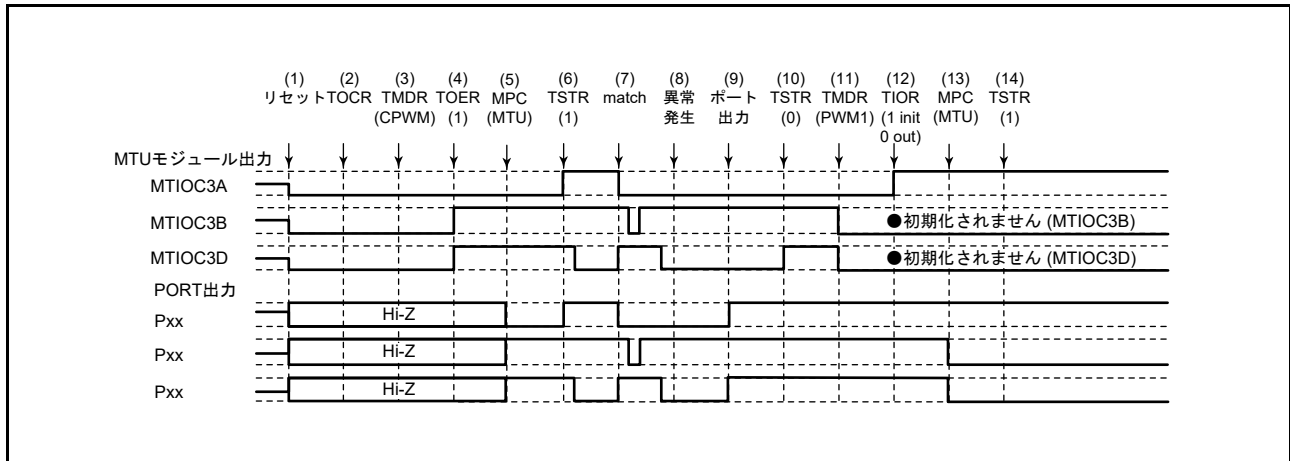 (1) (2) (3) (4) (5) (6) (7) (8) (9) (10) (11) (12) (13) (14)
リセット TOCR TMDR TOER MPC TSTR match 異常 ポート TSTR TMDR TIOR MPC TSTR
(CPWM) (1) (MTU) (1) 発生 出力 (0) (PWM1) (1 init (MTU) (1)
0 out)
MTUモジュール出力
MTIOC3A
MTIOC3B ●初期化されません (MTIOC3B)
MTIOC3D ●初期化されません (MTIOC3D)
PORT出力
Pxx Hi-Z
Pxx Hi-Z
Pxx Hi-Z